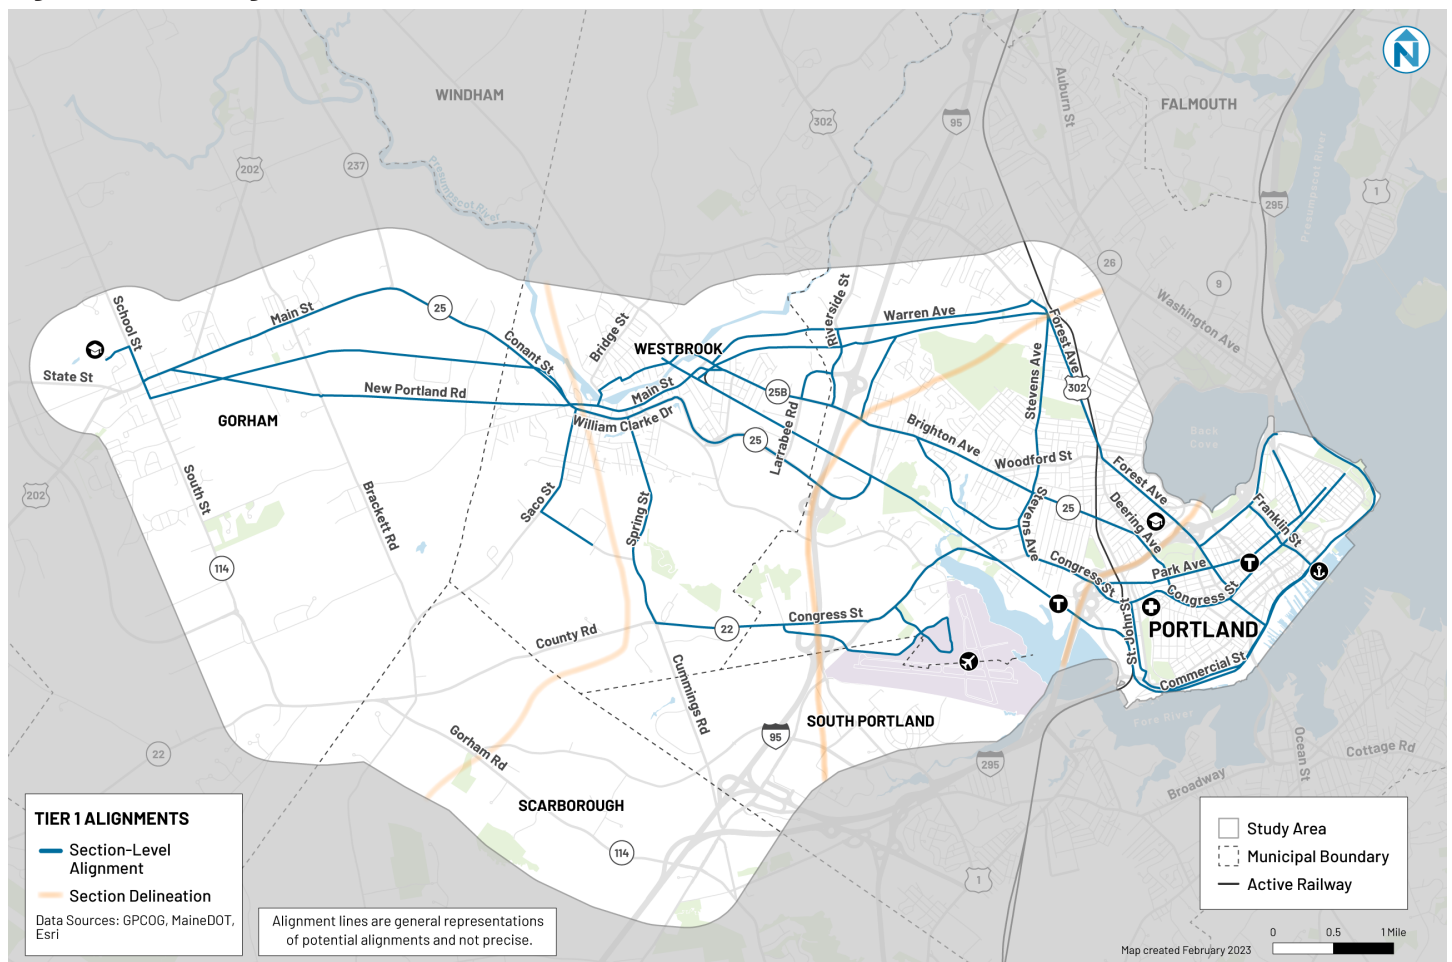 WINDHAM
FALMOUTH
Auburn St
302
95
202
237
Presumpscot River
295
1
Presumpscot River
26
9
Washington Ave
School St
Main St
25
Conant St
Bridge St
WESTBROOK
Riverside St
Warren Ave
Forest Ave
302
Stevens Ave
State St
New Portland Rd
GORHAM
Main St
William Clarke Dr
25B
25
Larrabee Rd
Brighton Ave
Woodford St
Back
Cove
Forest Ave
25
Deering Ave
Stevens Ave
Franklin St
202
South St
Brackett Rd
Saco St
Spring St
114
Congress St
Park Ave
Congress St
St. John St
PORTLAND
Commercial St
Congress St
22
County Rd
Cummings Rd
Fore River
SOUTH PORTLAND
95
295
Ocean St
Cottage Rd
Broadway
22
Gorham Rd
SCARBOROUGH
114
1
N
TIER 1 ALIGNMENTS
Section-Level
Alignment
Section Delineation
Data Sources: GPCOG, MaineDOT,
Esri
Alignment lines are general representations
of potential alignments and not precise.
Study Area
Municipal Boundary
Active Railway
Map created February 2023
0 0.5 1 Mile